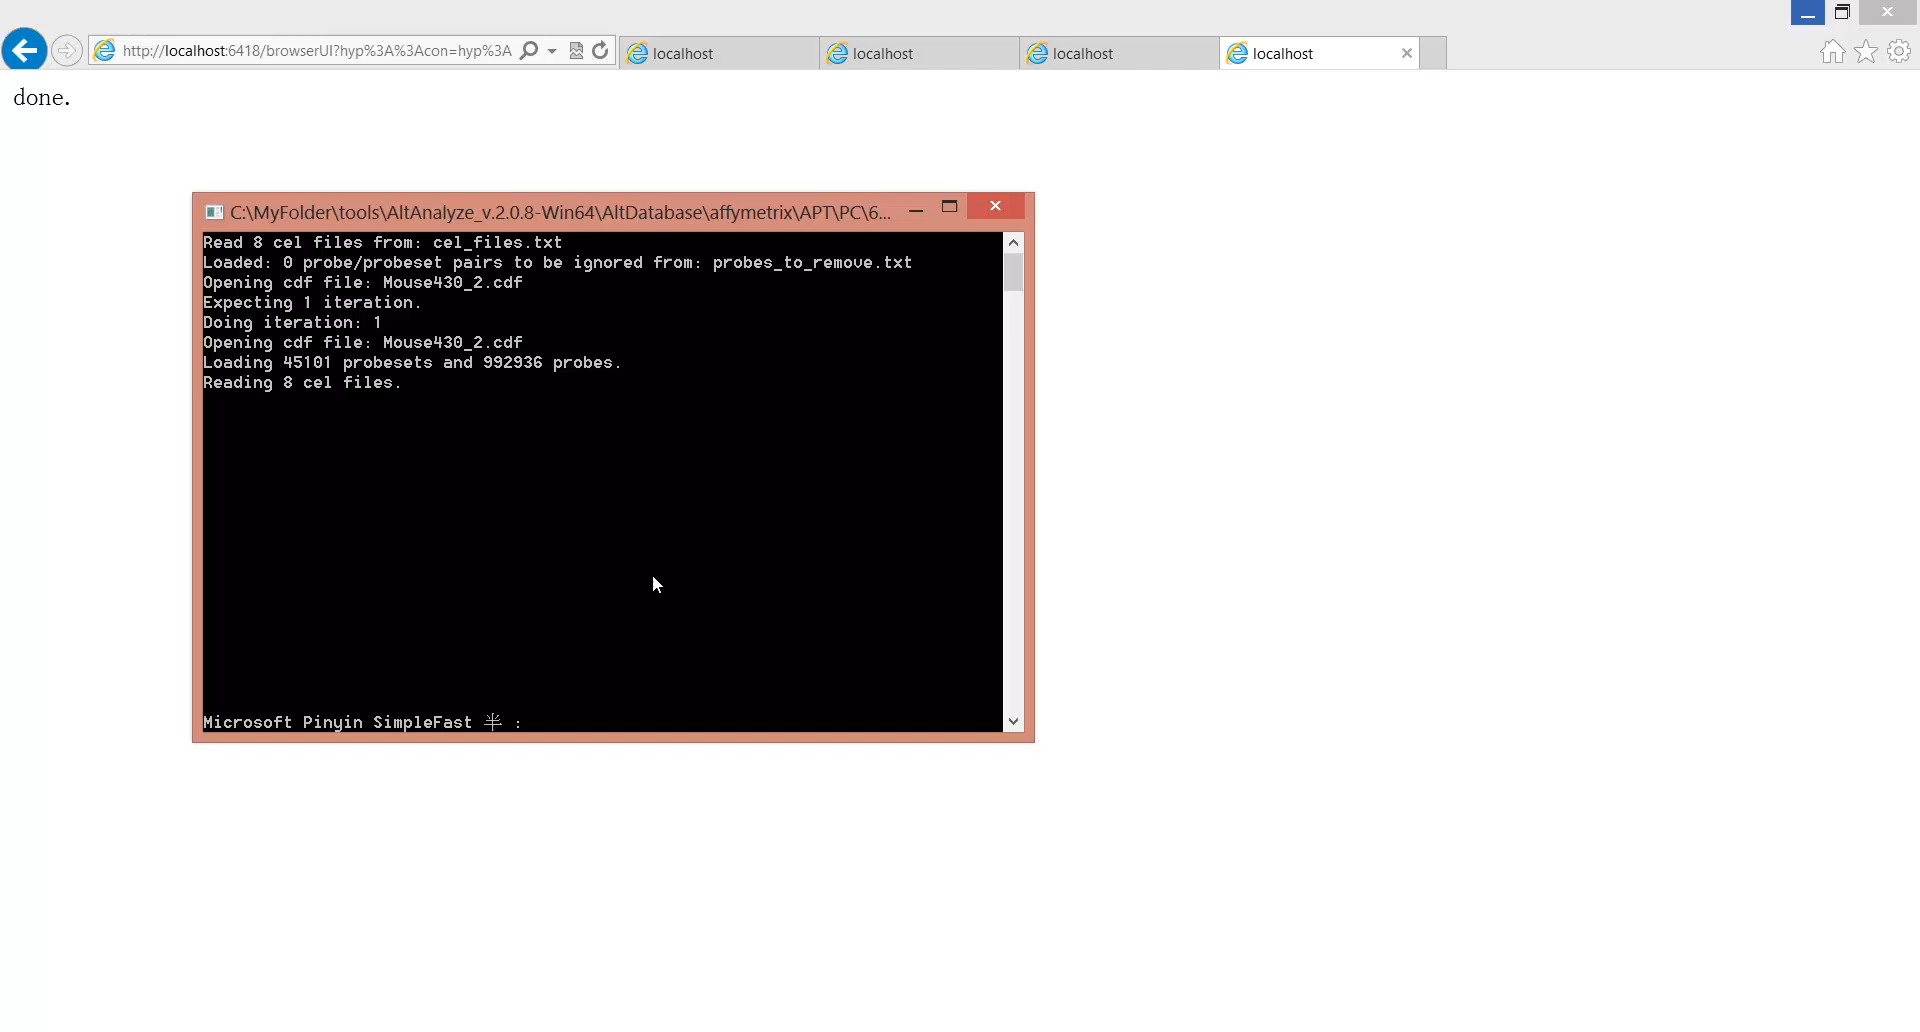 http://localhost:6418/browserUI?hyp%3A%3Acon=hyp%3A
localhost
localhost
localhost
localhost
done.
C:\MyFolder\tools\AltAnalyze_v.2.0.8-Win64\AltDatabase\affymetrix\APT\PC\6...
Read 8 cel files from: cel_files.txt
Loaded: 0 probe/probeset pairs to be ignored from: probes_to_remove.txt
Opening cdf file: Mouse430_2.cdf
Expecting 1 iteration.
Doing iteration: 1
Opening cdf file: Mouse430_2.cdf
Loading 45101 probesets and 992936 probes.
Reading 8 cel files.
Microsoft Pinyin SimpleFast 半 :